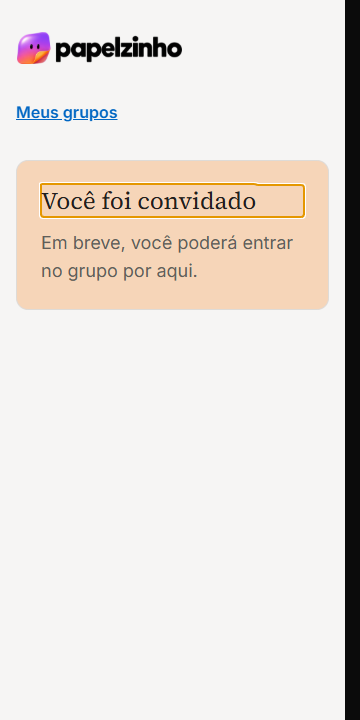 papelzinho
Meus grupos
Você foi convidado
Em breve, você poderá entrar
no grupo por aqui.